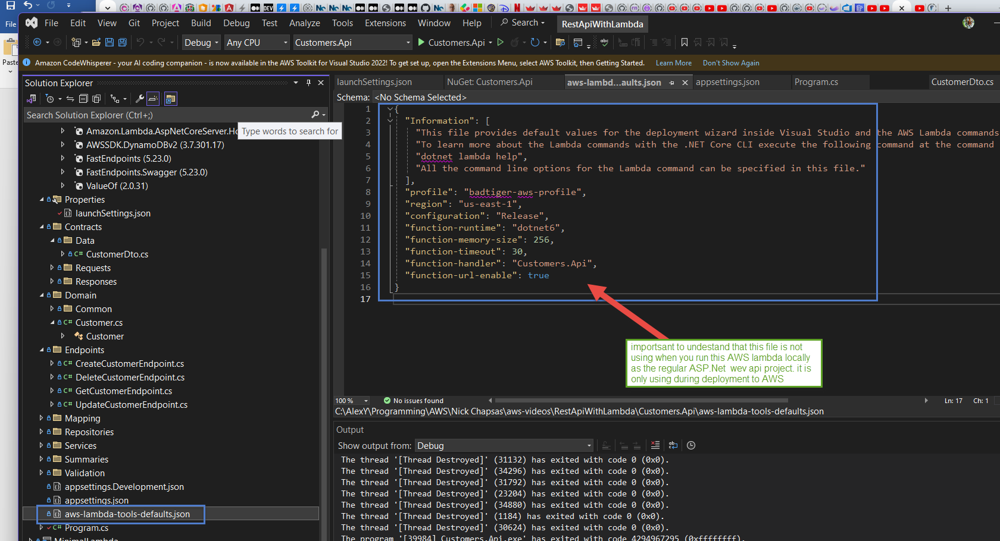 File
Paste
File Edit View Git Project Build Debug Test Analyze Tools Extensions Window Help Search RestApiWithLambda
Debug Any CPU Customers.Api Customers.Api
Amazon CodeWhisperer - your AI coding companion - is now available in the AWS Toolkit for Visual Studio 2022! To get set up, open the Extensions Menu, select AWS Toolkit, then Getting Started. Learn More Don't Show Again
Solution Explorer
Search Solution Explorer (Ctrl+;)
Type words to search for
Amazon.Lambda.AspNetCoreServer.Ho
AWSSDK.DynamoDBv2 (3.7.301.17)
FastEndpoints (5.23.0)
FastEndpoints.Swagger (5.23.0)
ValueOf (2.0.31)
Properties
launchSettings.json
Contracts
Data
C# CustomerDto.cs
Requests
Responses
Domain
Common
C# Customer.cs
Customer
Endpoints
C# CreateCustomerEndpoint.cs
C# DeleteCustomerEndpoint.cs
C# GetCustomerEndpoint.cs
C# UpdateCustomerEndpoint.cs
Mapping
Repositories
Services
Summaries
Validation
appsettings.Development.json
appsettings.json
aws-lambda-tools-defaults.json
C# Program.cs
MinimalLambda
launchSettings.json NuGet: Customers.Api aws-lambd...aults.json appsettings.json Program.cs CustomerDto.cs
Schema: <No Schema Selected>
1 {
2 "Information": [
3 "This file provides default values for the deployment wizard inside Visual Studio and the AWS Lambda commands
4 "To learn more about the Lambda commands with the .NET Core CLI execute the following command at the command
5 "dotnet lambda help",
6 "All the command line options for the Lambda command can be specified in this file."
7 ],
8 "profile": "badtiger-aws-profile",
9 "region": "us-east-1",
10 "configuration": "Release",
11 "function-runtime": "dotnet6",
12 "function-memory-size": 256,
13 "function-timeout": 30,
14 "function-handler": "Customers.Api",
15 "function-url-enable": true
16 }
17
importsant to undestand that this file is not
using when you run this AWS lambda locally
as the regular ASP.Net wev api project. it is
only using during deployment to AWS
100 % No issues found Ln: 17 Ch: 1
C:\AlexY\Programming\AWS\Nick Chapsas\aws-videos\RestApiWithLambda\Customers.Api\aws-lambda-tools-defaults.json
Output
Show output from: Debug
The thread '[Thread Destroyed]' (31132) has exited with code 0 (0x0).
The thread '[Thread Destroyed]' (34296) has exited with code 0 (0x0).
The thread '[Thread Destroyed]' (31792) has exited with code 0 (0x0).
The thread '[Thread Destroyed]' (23204) has exited with code 0 (0x0).
The thread '[Thread Destroyed]' (34880) has exited with code 0 (0x0).
The thread '[Thread Destroyed]' (1184) has exited with code 0 (0x0).
The thread '[Thread Destroyed]' (30624) has exited with code 0 (0x0).
The program '[39984] Customers.Api.exe' has exited with code 4294967295 (0xffffffff).